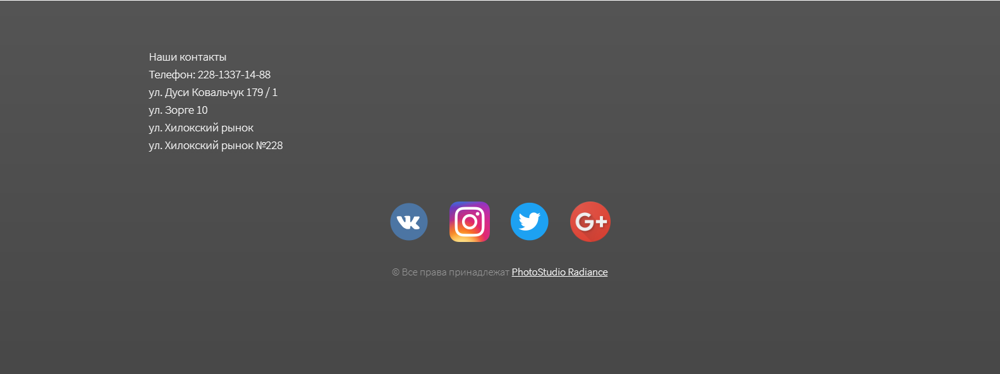 Наши контакты
Телефон: 228-1337-14-88
ул. Дуси Ковальчук 179 / 1
ул. Зорге 10
ул. Хилокский рынок
ул. Хилокский рынок №228
G+
© Все права принадлежат PhotoStudio Radiance